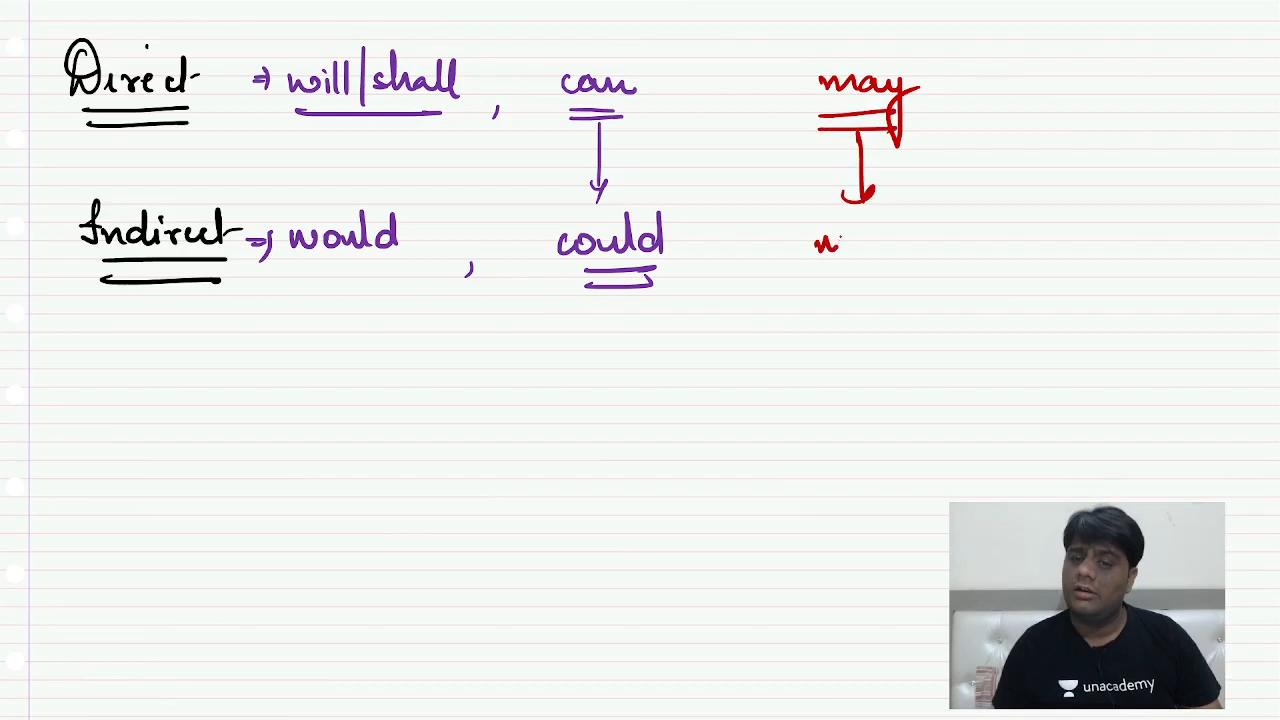 Direct ⇒ will/shall , can may
Indirect ⇒ would , could
unacademy